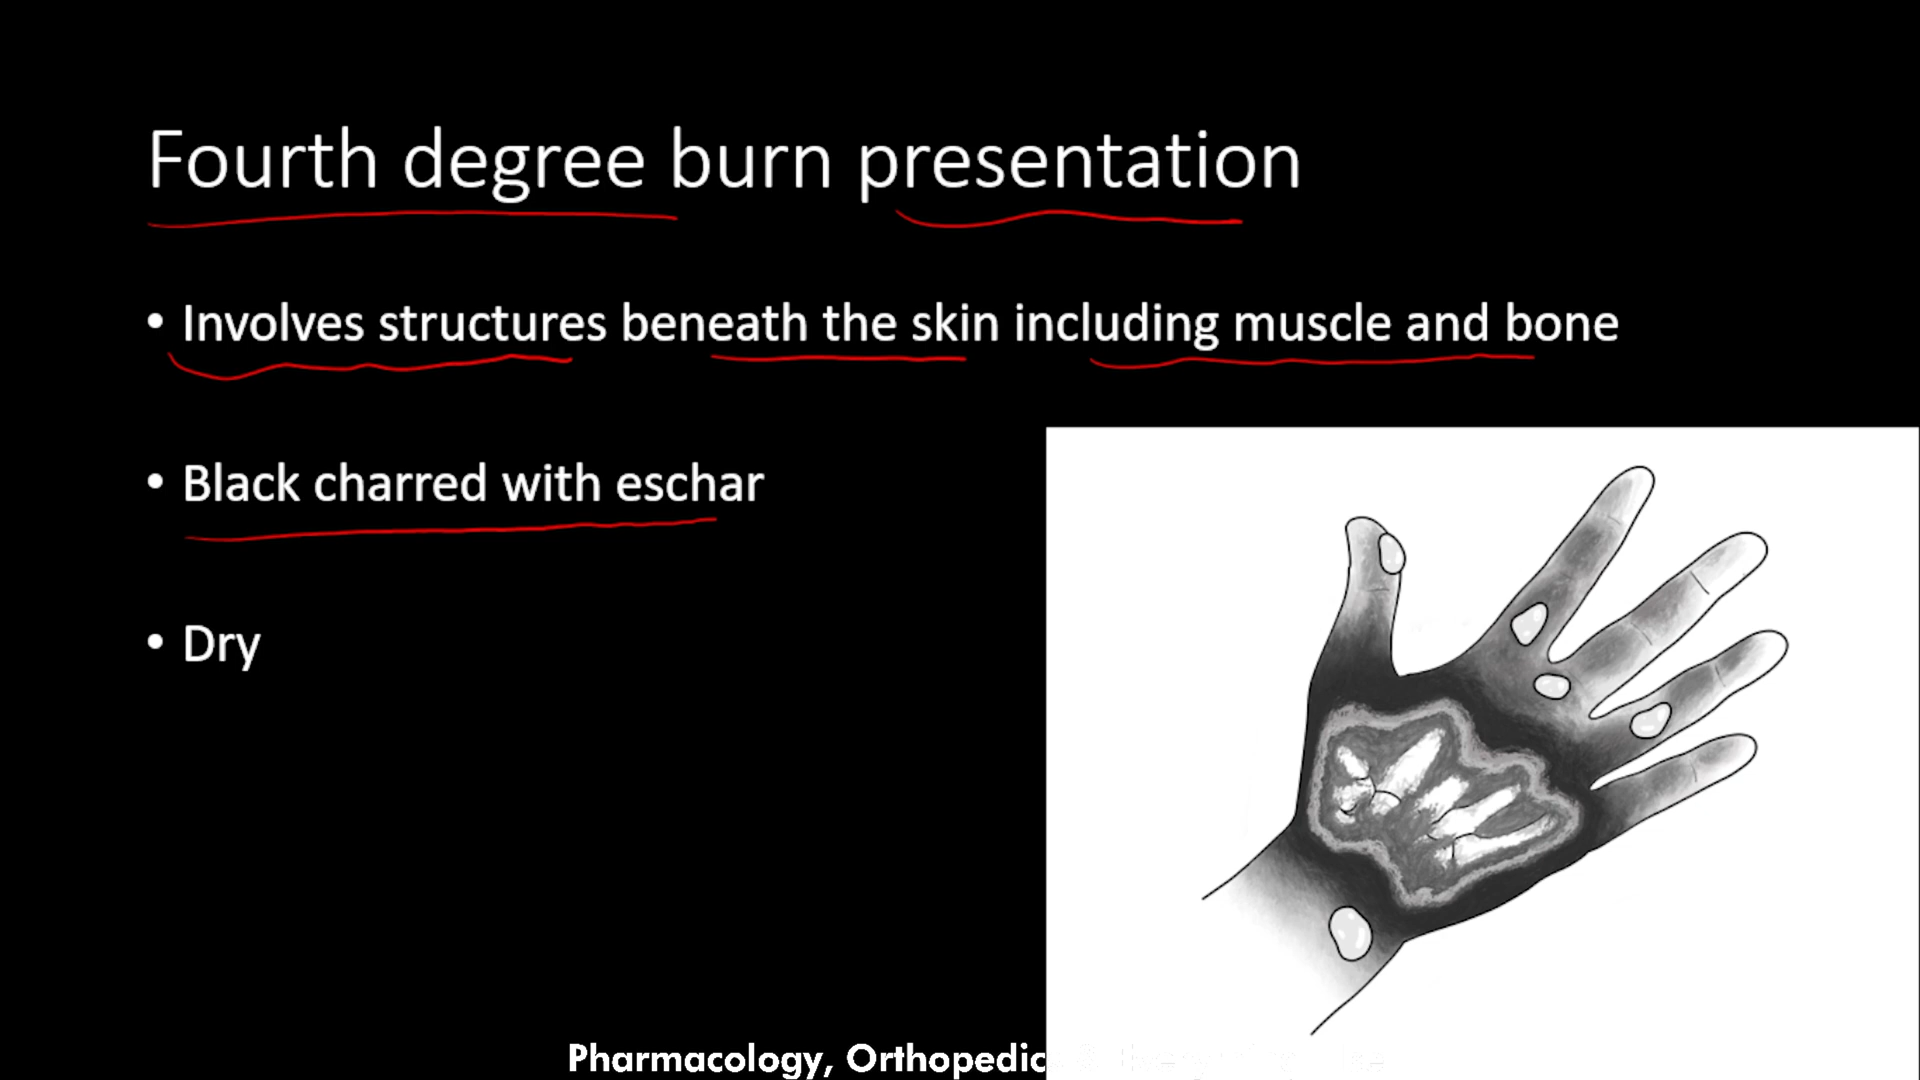 Fourth degree burn presentation
• Involves structures beneath the skin including muscle and bone
• Black charred with eschar
• Dry
Pharmacology,